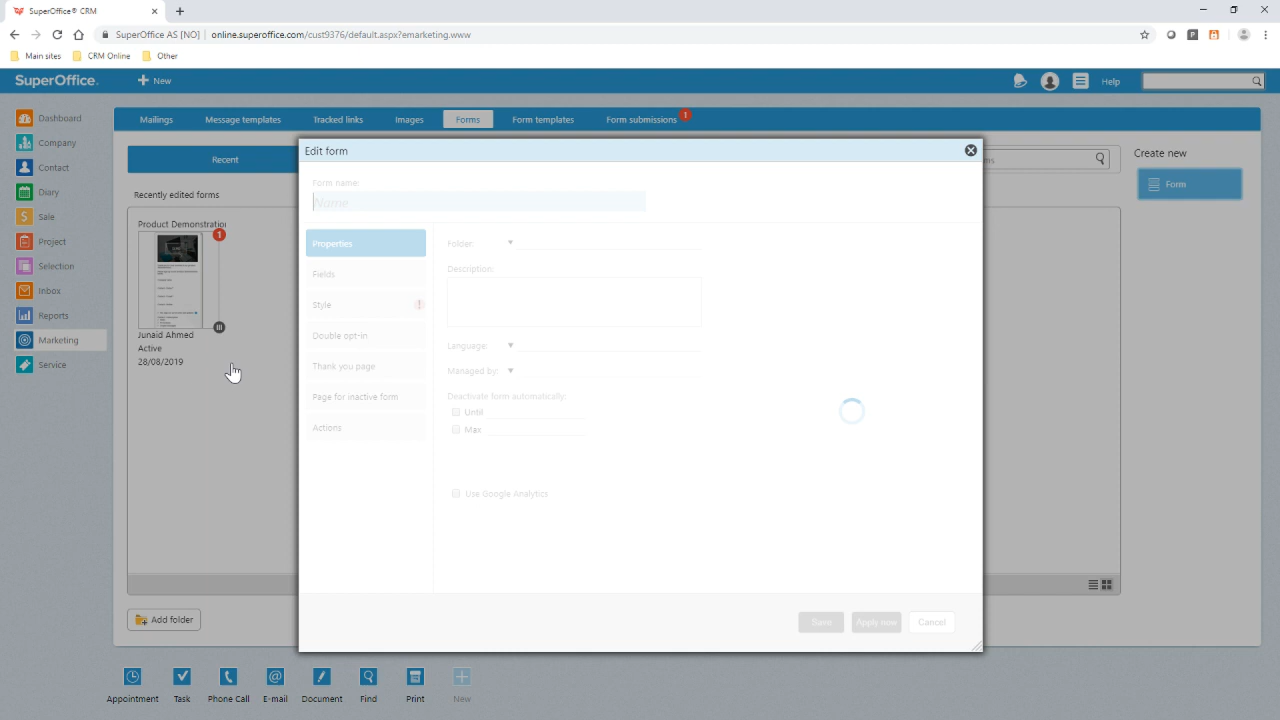 SuperOffice® CRM
SuperOffice AS [NO] online.superoffice.com/cust9376/default.aspx?emarketing.www
Main sites CRM Online Other
SuperOffice. New Help
Dashboard
Company
Contact
Diary
Sale
Project
Selection
Inbox
Reports
Marketing
Service
Mailings Message templates Tracked links Images Forms Form templates Form submissions 1
Recent
Recently edited forms
Product Demonstration
1
Junaid Ahmed
Active
28/08/2019
Add folder
Edit form
Form name:
Name
Properties
Fields
Style !
Double opt-in
Thank you page
Page for inactive form
Actions
Folder:
Description:
Language:
Managed by:
Deactivate form automatically:
Until
Max
Use Google Analytics
Save Apply now Cancel
Create new
Form
Appointment Task Phone Call E-mail Document Find Print New